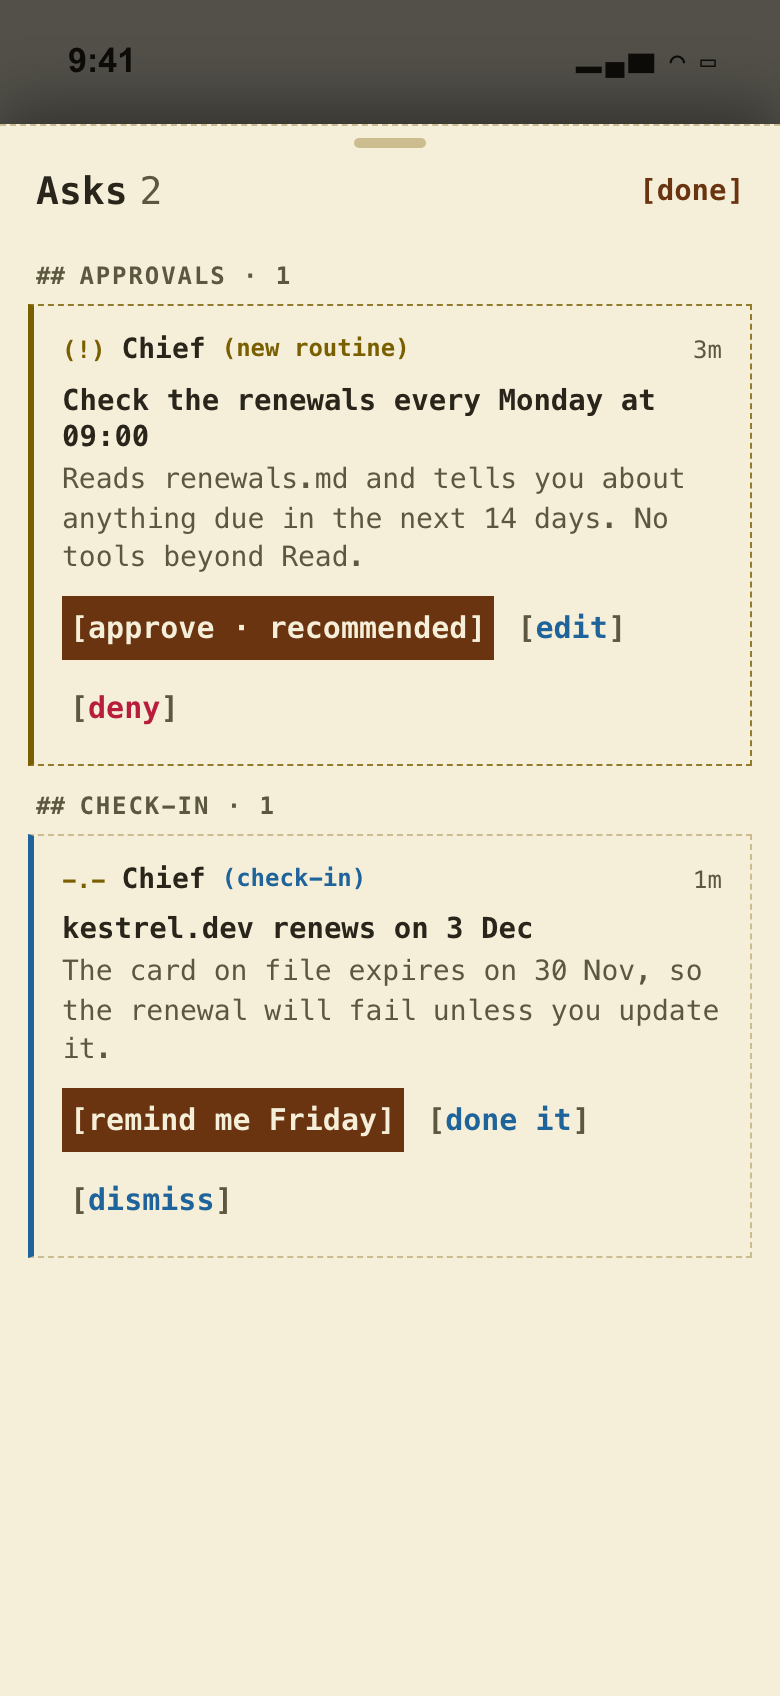 9:41
Asks 2 [done]
## APPROVALS · 1
(!) Chief (new routine) 3m
Check the renewals every Monday at
09:00
Reads renewals.md and tells you about
anything due in the next 14 days. No
tools beyond Read.
[approve · recommended] [edit]
[deny]
## CHECK-IN · 1
-.- Chief (check-in) 1m
kestrel.dev renews on 3 Dec
The card on file expires on 30 Nov, so
the renewal will fail unless you update
it.
[remind me Friday] [done it]
[dismiss]